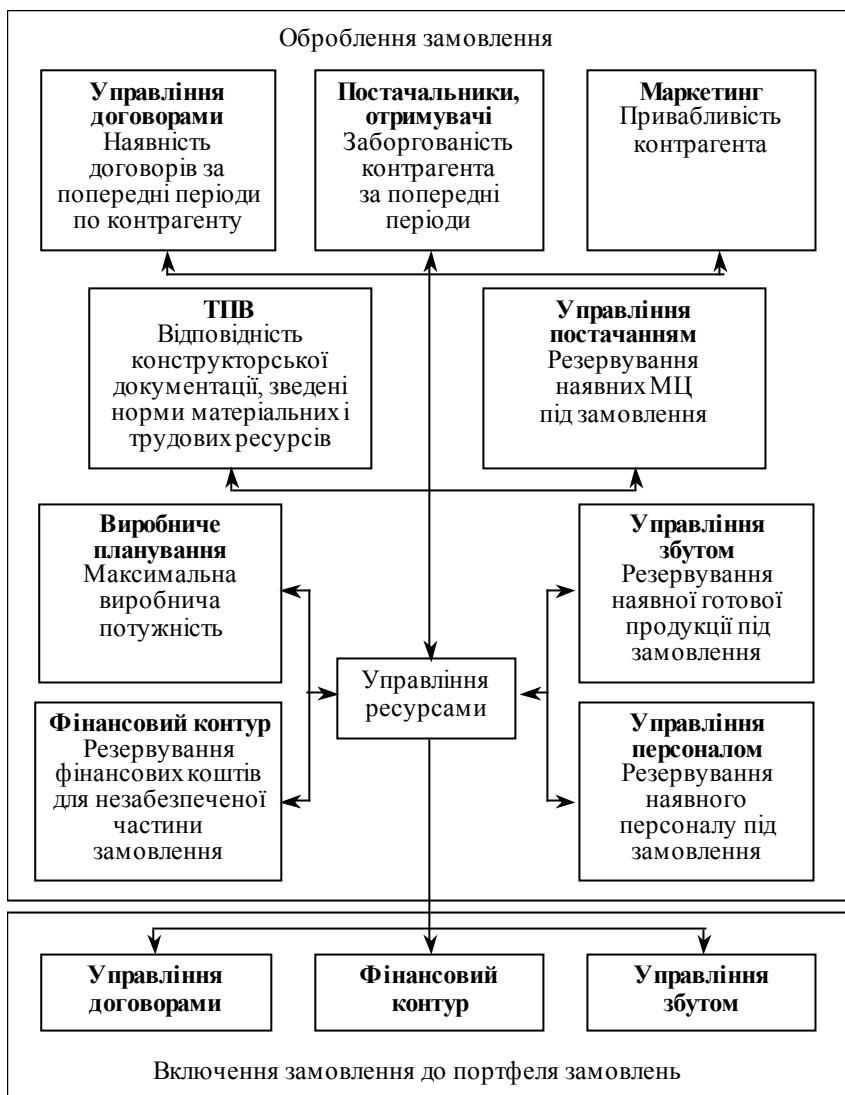 Оброблення замовлення
Управління
договорами
Наявність
договорів за
попередні періоди
по контрагенту
Постачальники,
отримувачі
Заборгованість
контрагента
за попередні
періоди
Маркетинг
Привабливість
контрагента
ТПВ
Відповідність
конструкторської
документації, зведені
норми матеріальних і
трудових ресурсів
Управління
постачанням
Резервування
наявних МЦ
під замовлення
Виробниче
планування
Максимальна
виробнича
потужність
Управління
збутом
Резервування
наявної готової
продукції під
замовлення
Управління
ресурсами
Фінансовий контур
Резервування
фінансових коштів
для незабезпеченої
частини
замовлення
Управління
персоналом
Резервування
наявного
персоналу під
замовлення
Управління
договорами
Фінансовий
контур
Управління
збутом
Включення замовлення до портфеля замовлень